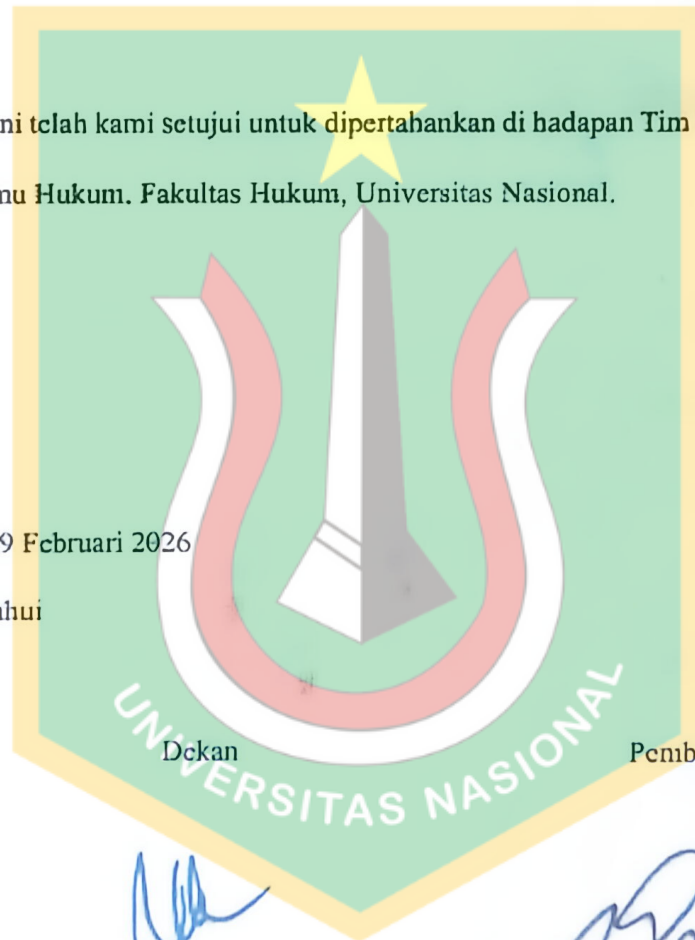 ni telah kami setujui untuk dipertahankan di hadapan Tim
mu Hukum. Fakultas Hukum, Universitas Nasional.
9 Februari 2026
ahui
Dekan Pemb
UNIVERSITAS NASIONAL